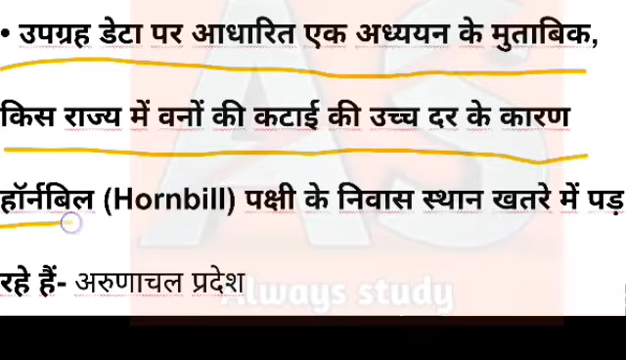 • उपग्रह डेटा पर आधारित एक अध्ययन के मुताबिक,
किस राज्य में वनों की कटाई की उच्च दर के कारण
हॉर्नबिल (Hornbill) पक्षी के निवास स्थान खतरे में पड़
रहे हैं- अरुणाचल प्रदेश
AS
Always study